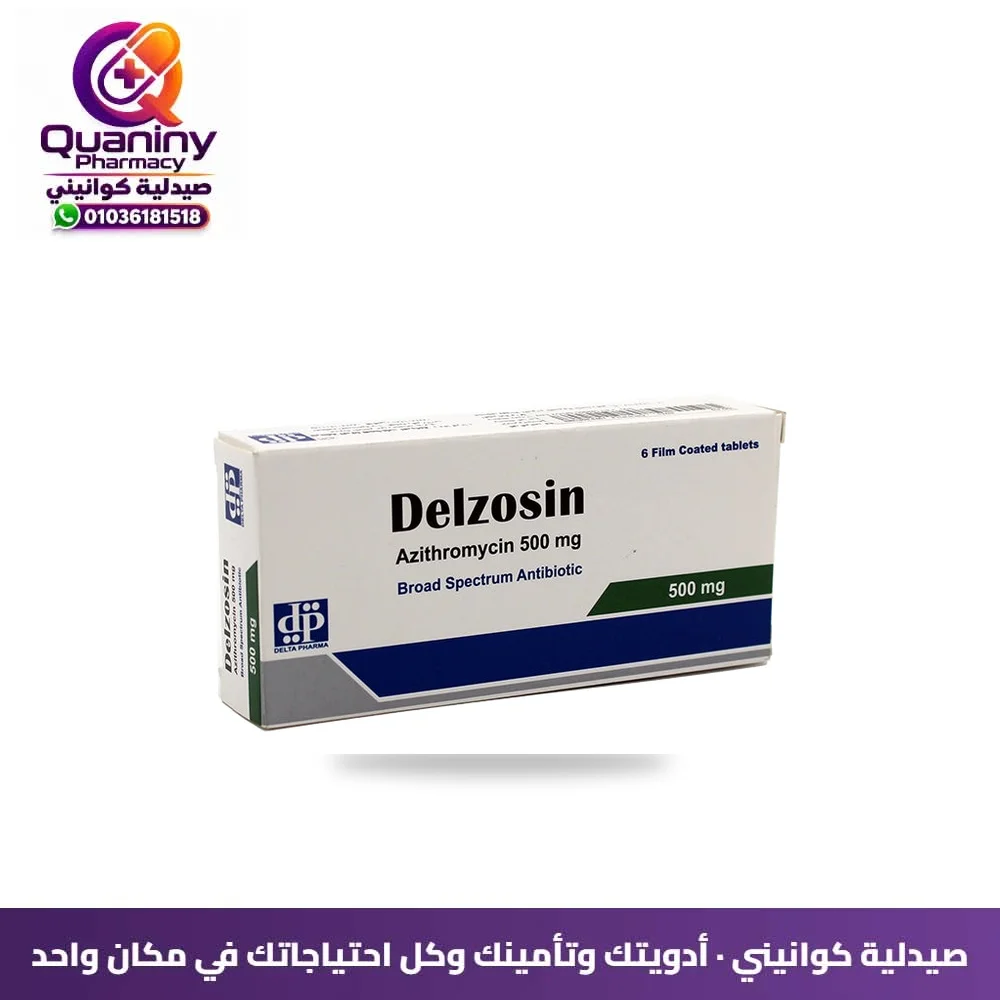 Quaniny
Pharmacy
صيدلية كوانيني
01036181518
6 Film Coated tablets
Delzosin
Azithromycin 500 mg
Broad Spectrum Antibiotic
500 mg
dp
DELTA PHARMA
Delzosin
Azithromycin 500 mg
Broad Spectrum Antibiotic
500 mg
صيدلية كوانيني · أدويتك وتأمينك وكل احتياجاتك في مكان واحد